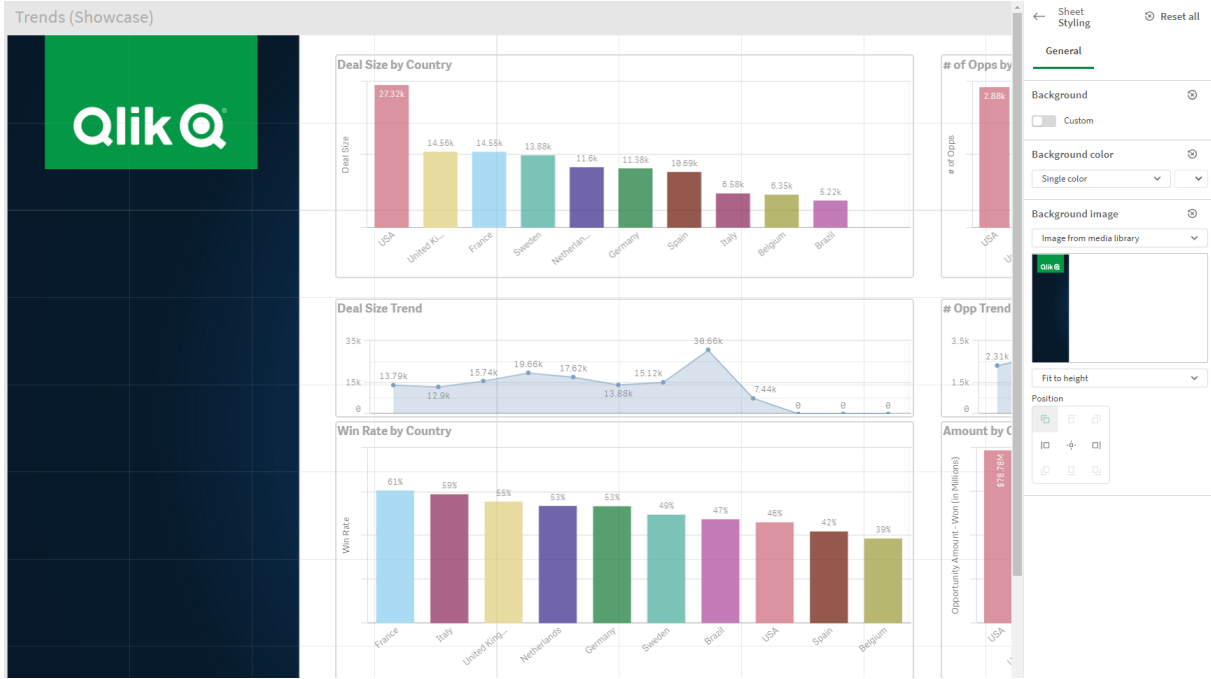 Trends (Showcase)
Qlik
Deal Size by Country
Deal Size
27.32k
14.56k
14.55k
13.88k
11.6k
11.38k
10.69k
6.58k
6.35k
5.22k
USA
United Ki...
France
Sweden
Netherlan...
Germany
Spain
Italy
Belgium
Brazil
# of Opps by
# of Opps
2.88k
USA
Deal Size Trend
35k
15k
0
13.79k
12.9k
15.74k
19.66k
17.62k
13.88k
15.12k
30.66k
7.44k
0
0
0
# Opp Trend
3.5k
1.5k
0
2.31k
Win Rate by Country
Win Rate
61%
59%
55%
53%
53%
49%
47%
46%
42%
39%
France
Italy
United King...
Netherlands
Germany
Sweden
Brazil
USA
Spain
Belgium
Amount by C
Opportunity Amount - Won (in Millions)
$78.78M
USA
Sheet
Styling
Reset all
General
Background
Custom
Background color
Single color
Background image
Image from media library
Qlik
Fit to height
Position